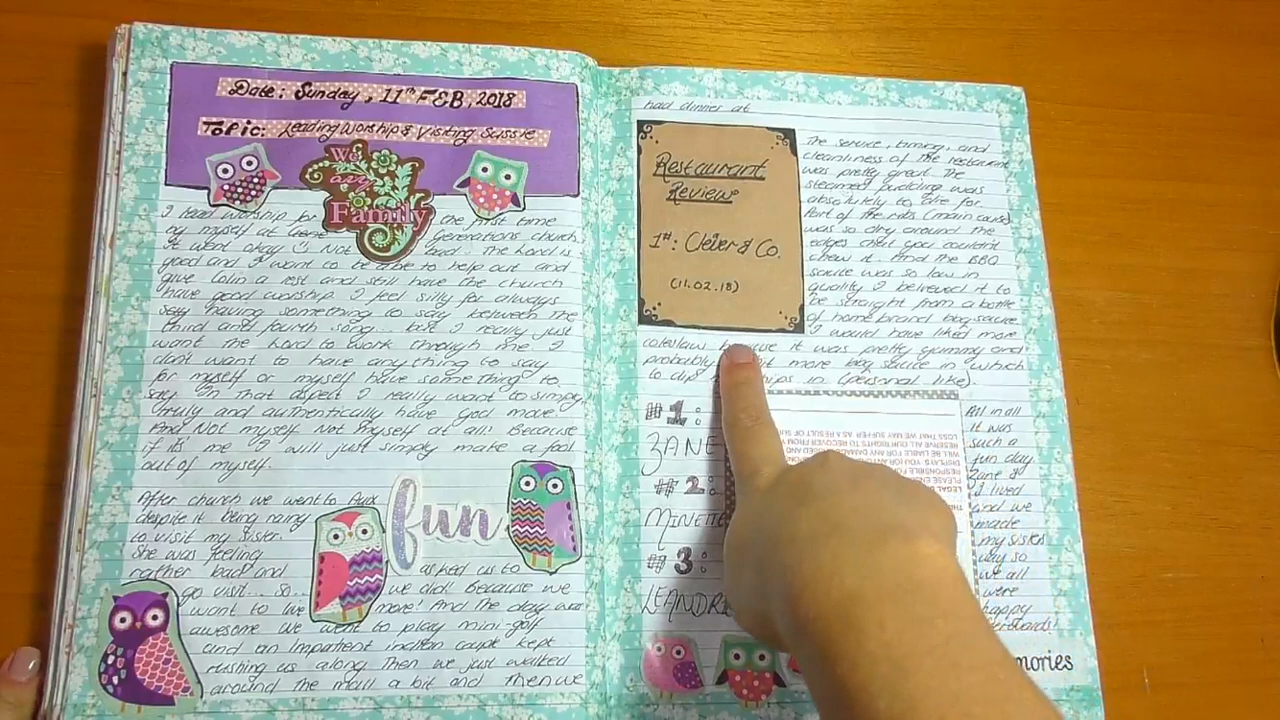 Date: Sunday, 11th FEB, 2018
Topic: Leading Worship & Visiting Sussie
We
are
Family
I lead worship for the first time
by myself at Generations church.
It went okay Not bad. The Lord is
good and I want to be able to help out and
give Colin a rest and still have the church
have good worship. I feel silly for always
say having something to say between the
third and fourth song... but I really just
want the Lord to work through me. I
don't want to have anything to say
for myself or myself have something to
say. In that aspect I really want to simply,
truly and authentically have God move.
And Not myself. Not myself at all! Because
if it's me I will just simply make a fool
out of myself.
After church we went to Aux
despite it being rainy
to visit my sister.
She was feeling
rather bad and asked us to
go visit... so... we did! Because we
want to live more! And the day was
awesome we went to play mini-golf
and an impatient indian couple kept
rushing us along. Then we just walked
around the mall a bit and then we
fun
had dinner at
Restaurant
Review
1#: Clever & Co.
(11.02.18)
The service, timing, and
cleanliness of the restaurant
was pretty great. The
steamed pudding was
absolutely to die for.
Part of the ribs (main course)
was so dry around the
edges that you couldn't
chew it. And the BBQ
sauce was so low in
quality I believed it to
be straight from a bottle
of home brand bbq sauce.
I would have liked more
coleslaw because it was pretty yummy and
probably bit more bbq sauce in which
to dip chips in (personal like).
#1:
ZANE
#2:
MINETTE
#3:
LEANDRI
All in all
it was
such a
fun day
Zane &
I lived
and we
made
my sisters
day so
we all
were
happy
afterwards!